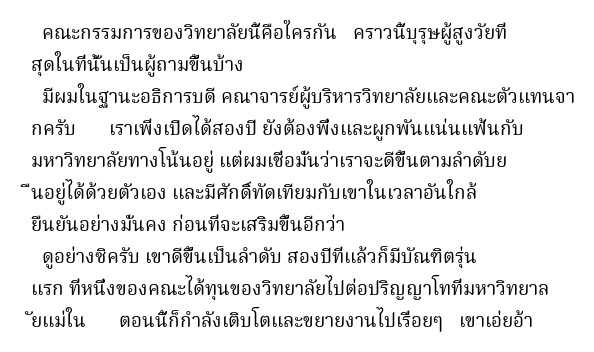 คณะกรรมการของวิทยาลัยนี้คือใครกัน   คราวนี้บุรุษผู้สูงวัยที่
สุดในที่นั้นเป็นผู้ถามขึ้นบ้าง
มีผมในฐานะอธิการบดี คณาจารย์ผู้บริหารวิทยาลัยและคณะตัวแทนจา
กครับ      เราเพิ่งเปิดได้สองปี ยังต้องพึ่งและผูกพันแน่นแฟ้นกับ
มหาวิทยาลัยทางโน้นอยู่ แต่ผมเชื่อมั่นว่าเราจะดีขึ้นตามลำดับย
ืนอยู่ได้ด้วยตัวเอง และมีศักดิ์ทัดเทียมกับเขาในเวลาอันใกล้
ยืนยันอย่างมั่นคง ก่อนที่จะเสริมขึ้นอีกว่า
ดูอย่างซิครับ เขาดีขึ้นเป็นลำดับ สองปีที่แล้วก็มีบัณฑิตรุ่น
แรก ที่หนึ่งของคณะได้ทุนของวิทยาลัยไปต่อปริญญาโทที่มหาวิทยาล
ัยแม่ใน      ตอนนี้ก็กำลังเติบโตและขยายงานไปเรื่อยๆ   เขาเอ่ยอ้า